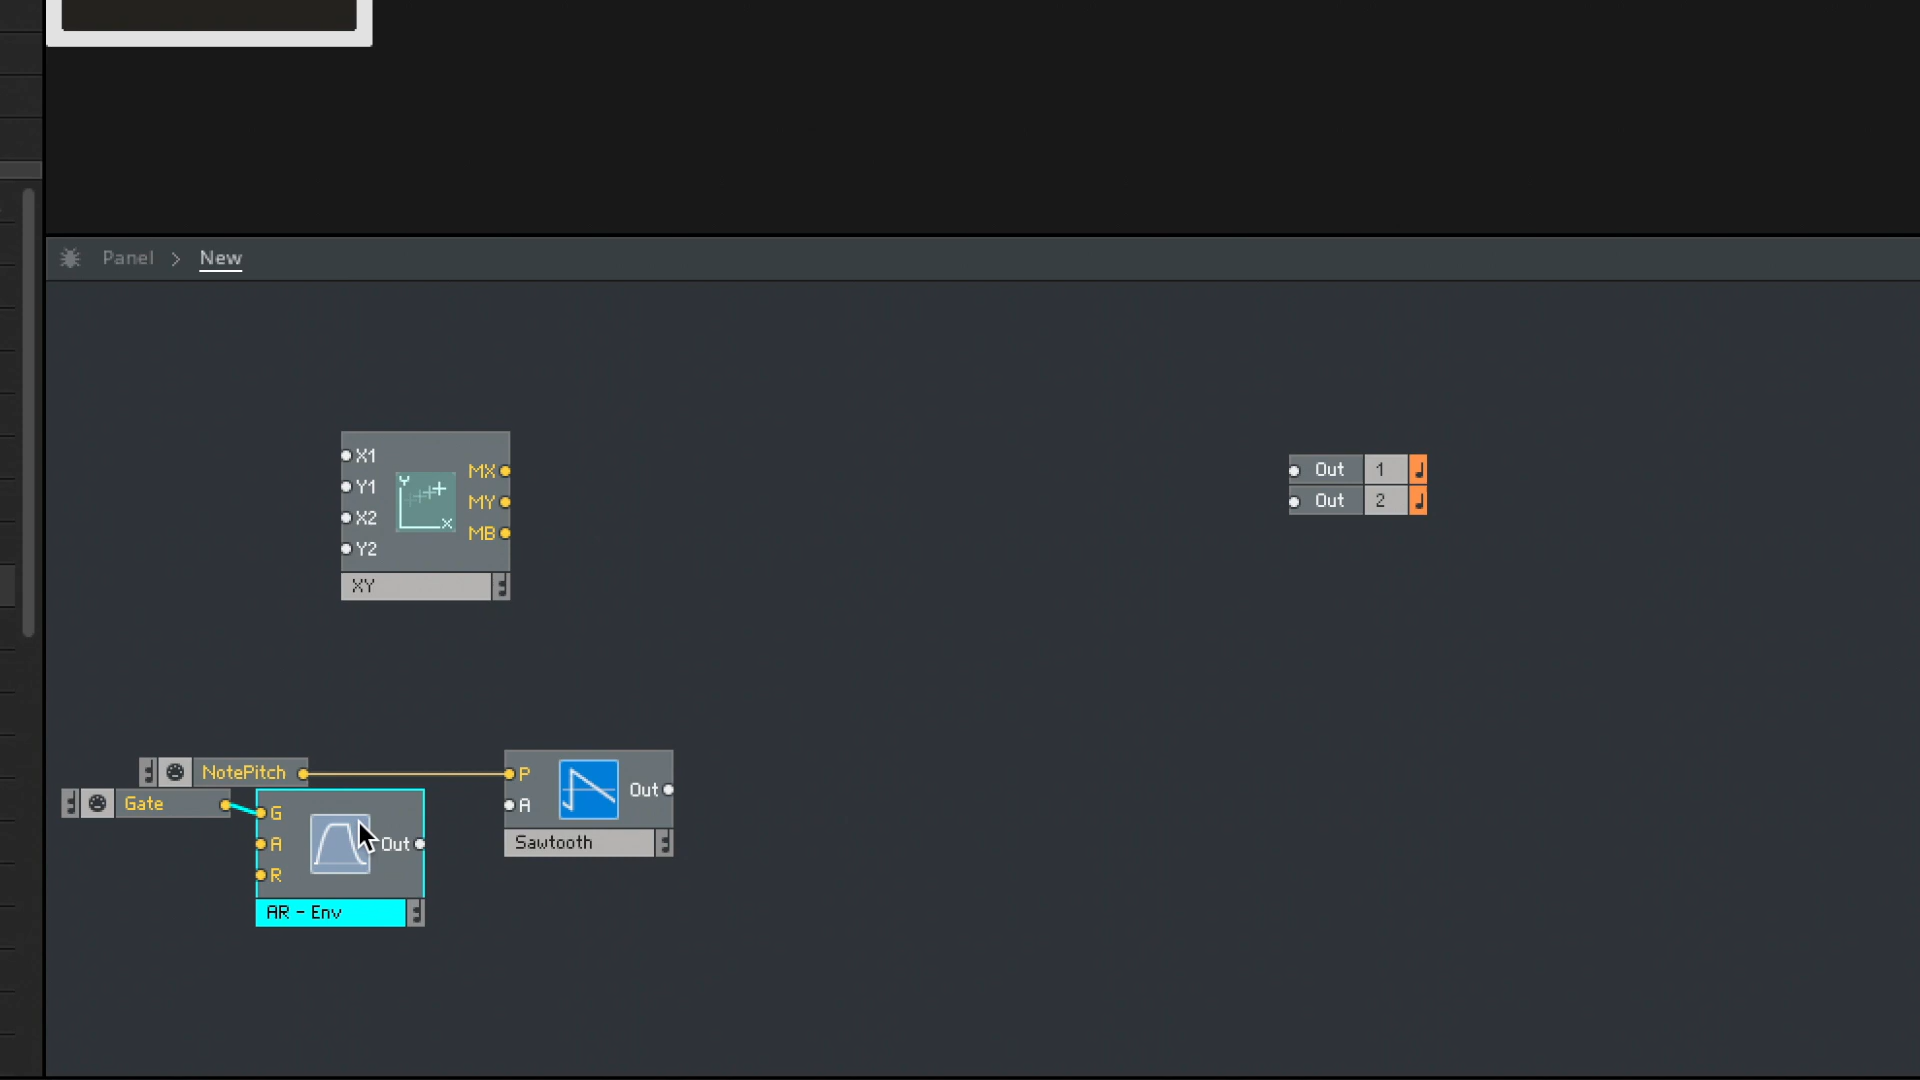 Panel > New
X1
Y1
X2
Y2
MX
MY
MB
Y
X
XY
Out 1
Out 2
NotePitch
Gate
G
A
R
Out
AR - Env
P
A
Out
Sawtooth